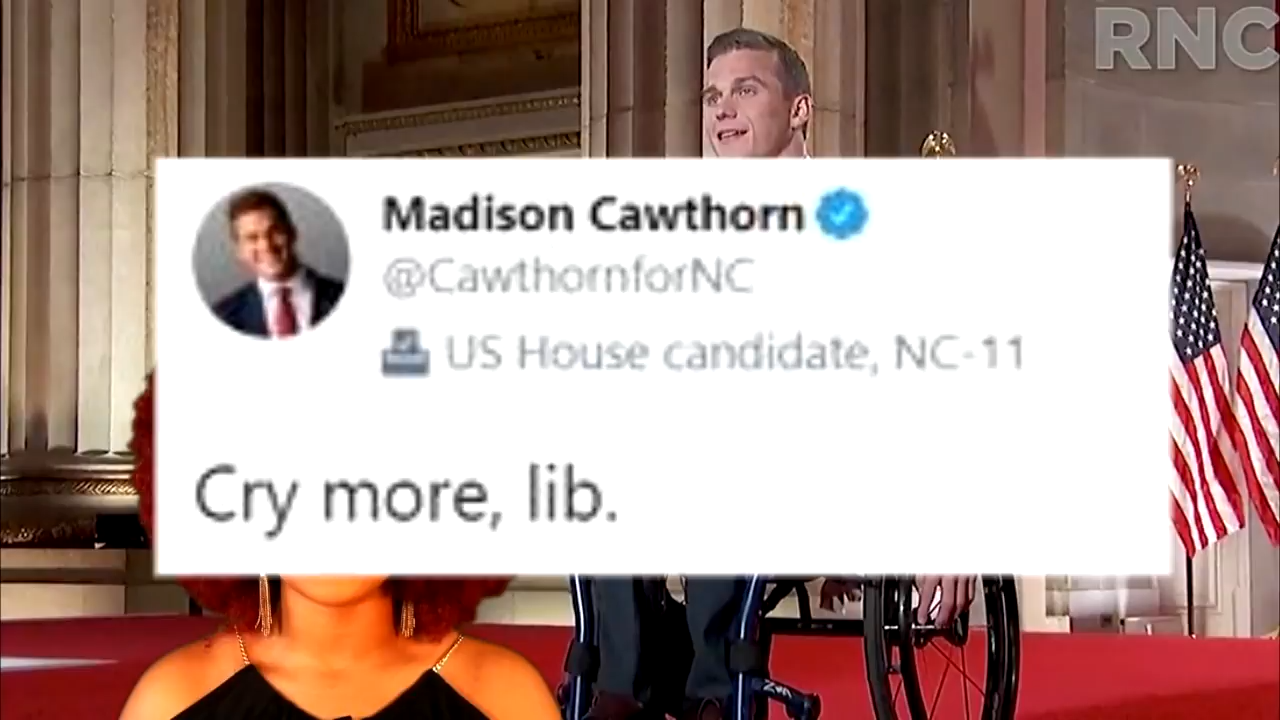 RNC
Madison Cawthorn
@CawthornforNC
US House candidate, NC-11
Cry more, lib.